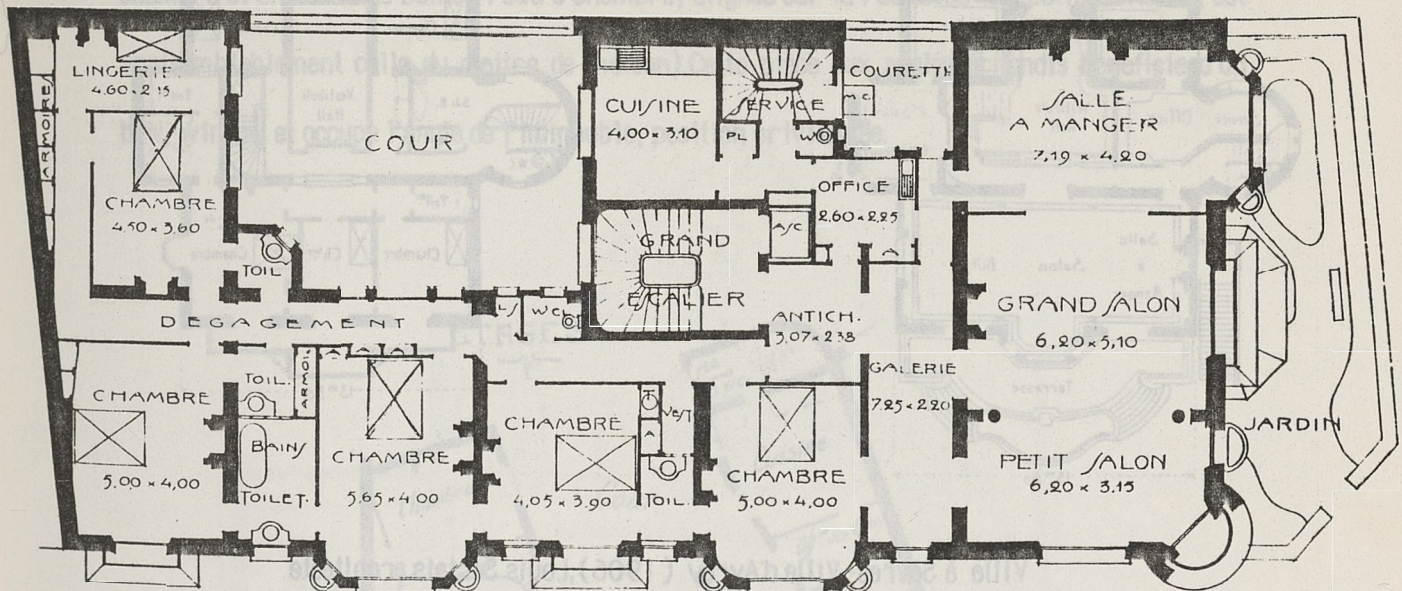 LINGERIE
4.60 × 2.15
ARMOIRE
CHAMBRE
4,50 × 3,60
COUR
TOIL
CUISINE
4,00 × 3,10
SERVICE
PL
W
COURETTE
MC
OFFICE
2.60 × 2.25
ASC
GRAND
ESCALIER
SALLE
A MANGER
7,19 × 4,20
DEGAGEMENT
WC
ANTICH.
3,07 × 2.38
GRAND SALON
6,20 × 5,10
GALERIE
7.25 × 2.20
CHAMBRE
5.00 × 4,00
TOIL.
ARMOI.
BAINS
TOILET.
CHAMBRE
5,65 × 4.00
CHAMBRE
4,05 × 3.90
VEST
TOIL.
CHAMBRE
5,00 × 4,00
PETIT SALON
6,20 × 3.15
JARDIN